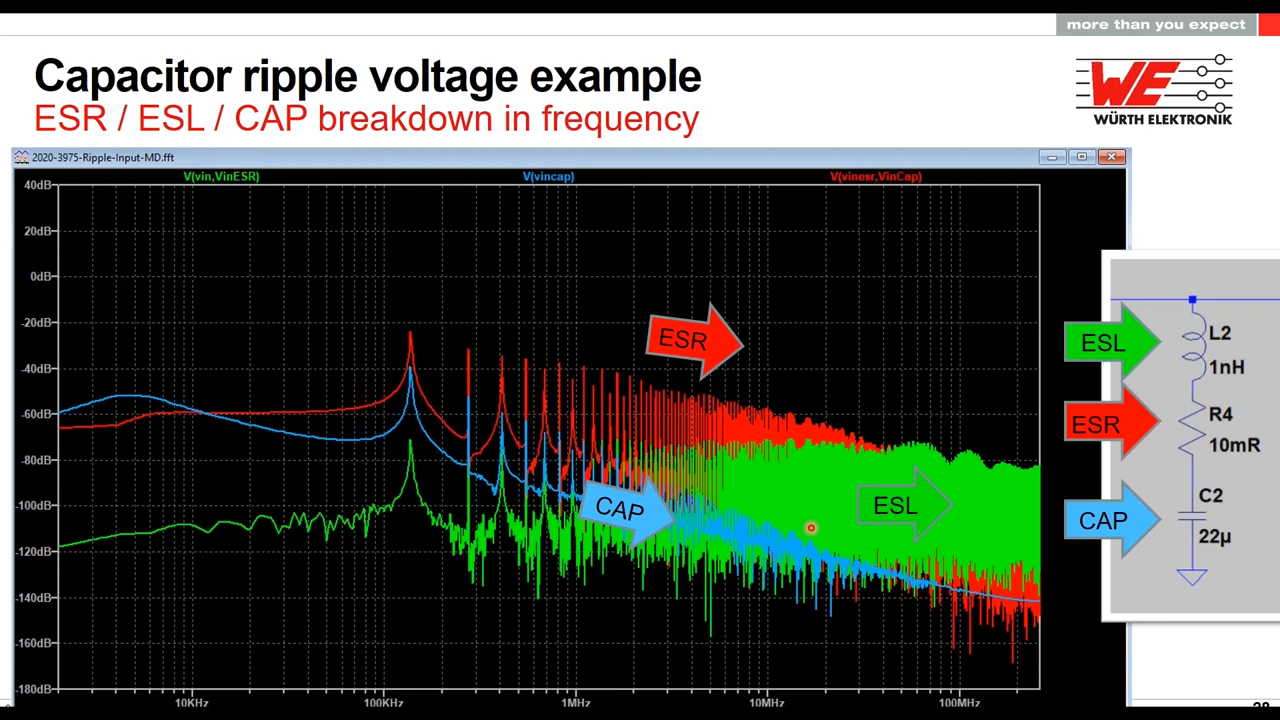 more than you expect
Capacitor ripple voltage example
ESR / ESL / CAP breakdown in frequency
WE
WÜRTH ELEKTRONIK
2020-3975-Ripple-Input-MD.fft
V(vin,VinESR)
V(vincap)
V(vinesr,VinCap)
40dB
20dB
0dB
-20dB
-40dB
-60dB
-80dB
-100dB
-120dB
-140dB
-160dB
-180dB
10KHz
100KHz
1MHz
10MHz
100MHz
ESR
CAP
ESL
ESL
ESR
CAP
L2
1nH
R4
10mR
C2
22µ